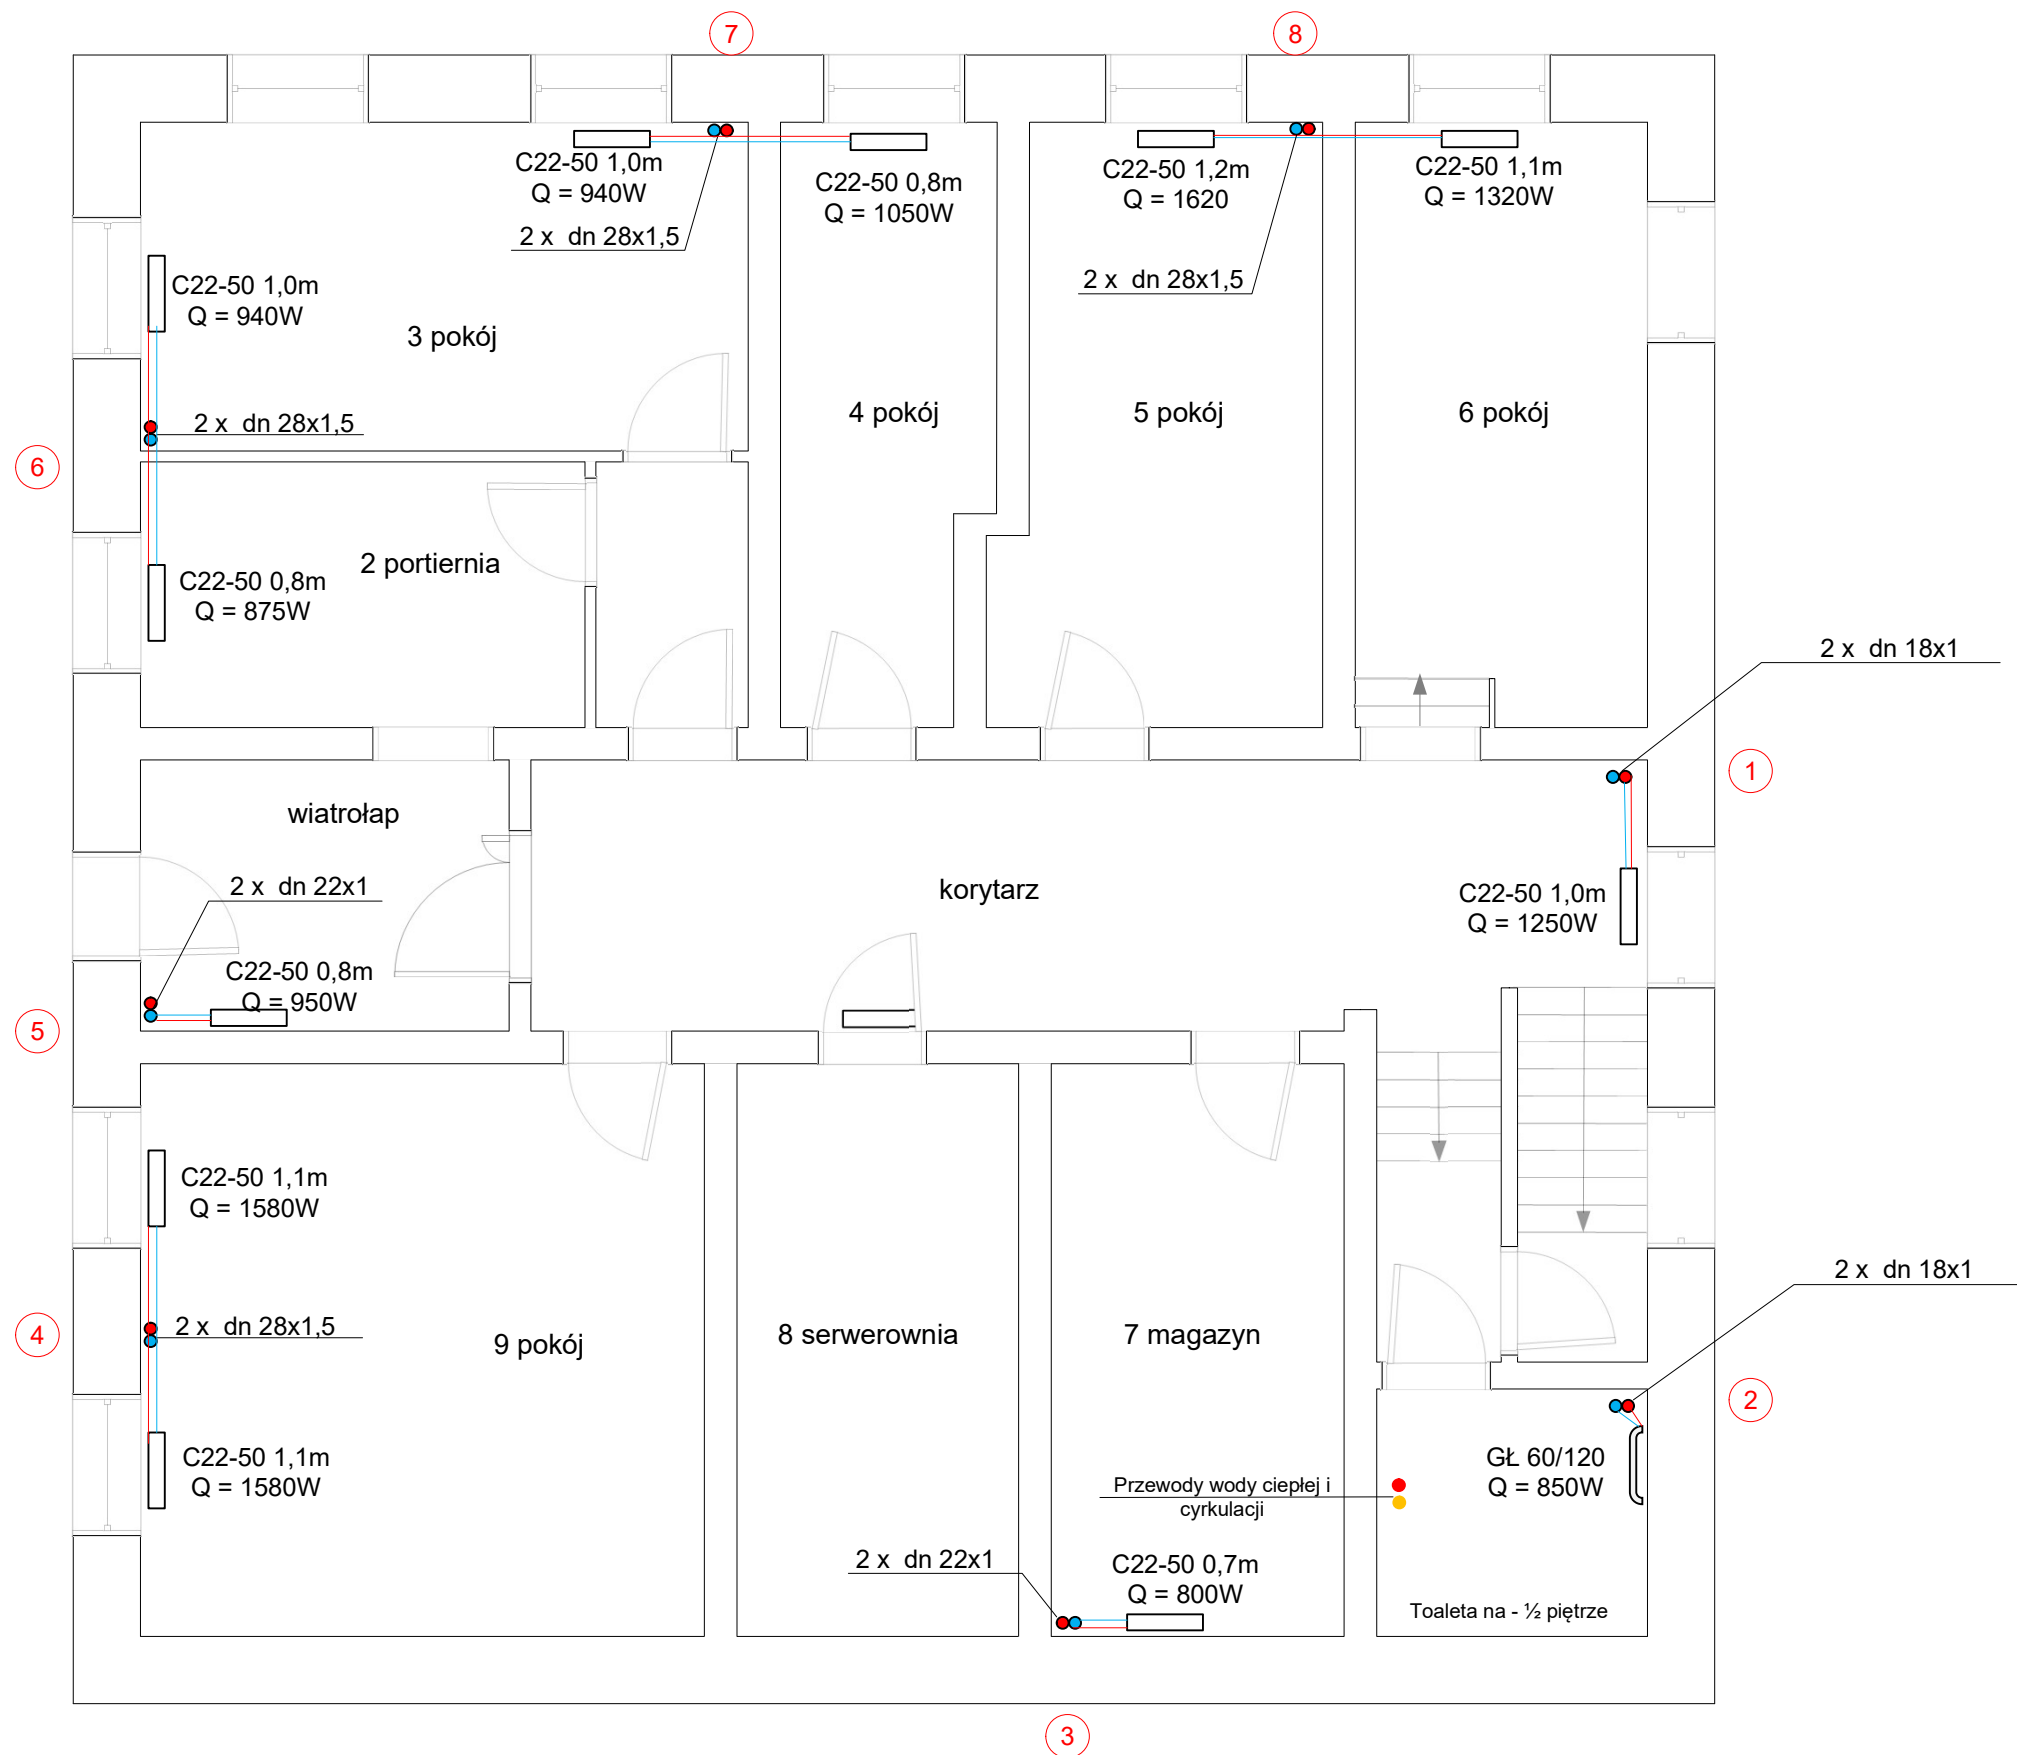 7
8
C22-50 1,0m
Q = 940W
C22-50 0,8m
Q = 1050W
C22-50 1,2m
Q = 1620
C22-50 1,1m
Q = 1320W
2 x  dn 28x1,5
2 x  dn 28x1,5
C22-50 1,0m
Q = 940W
3 pokój
4 pokój
5 pokój
6 pokój
2 x  dn 28x1,5
6
2 portiernia
C22-50 0,8m
Q = 875W
2 x  dn 18x1
1
wiatrołap
2 x  dn 22x1
korytarz
C22-50 1,0m
Q = 1250W
C22-50 0,8m
Q = 950W
5
C22-50 1,1m
Q = 1580W
2 x  dn 18x1
4
2 x  dn 28x1,5
9 pokój
8 serwerownia
7 magazyn
2
C22-50 1,1m
Q = 1580W
GŁ 60/120
Q = 850W
Przewody wody ciepłej i
cyrkulacji
2 x  dn 22x1
C22-50 0,7m
Q = 800W
Toaleta na - ½ piętrze
3